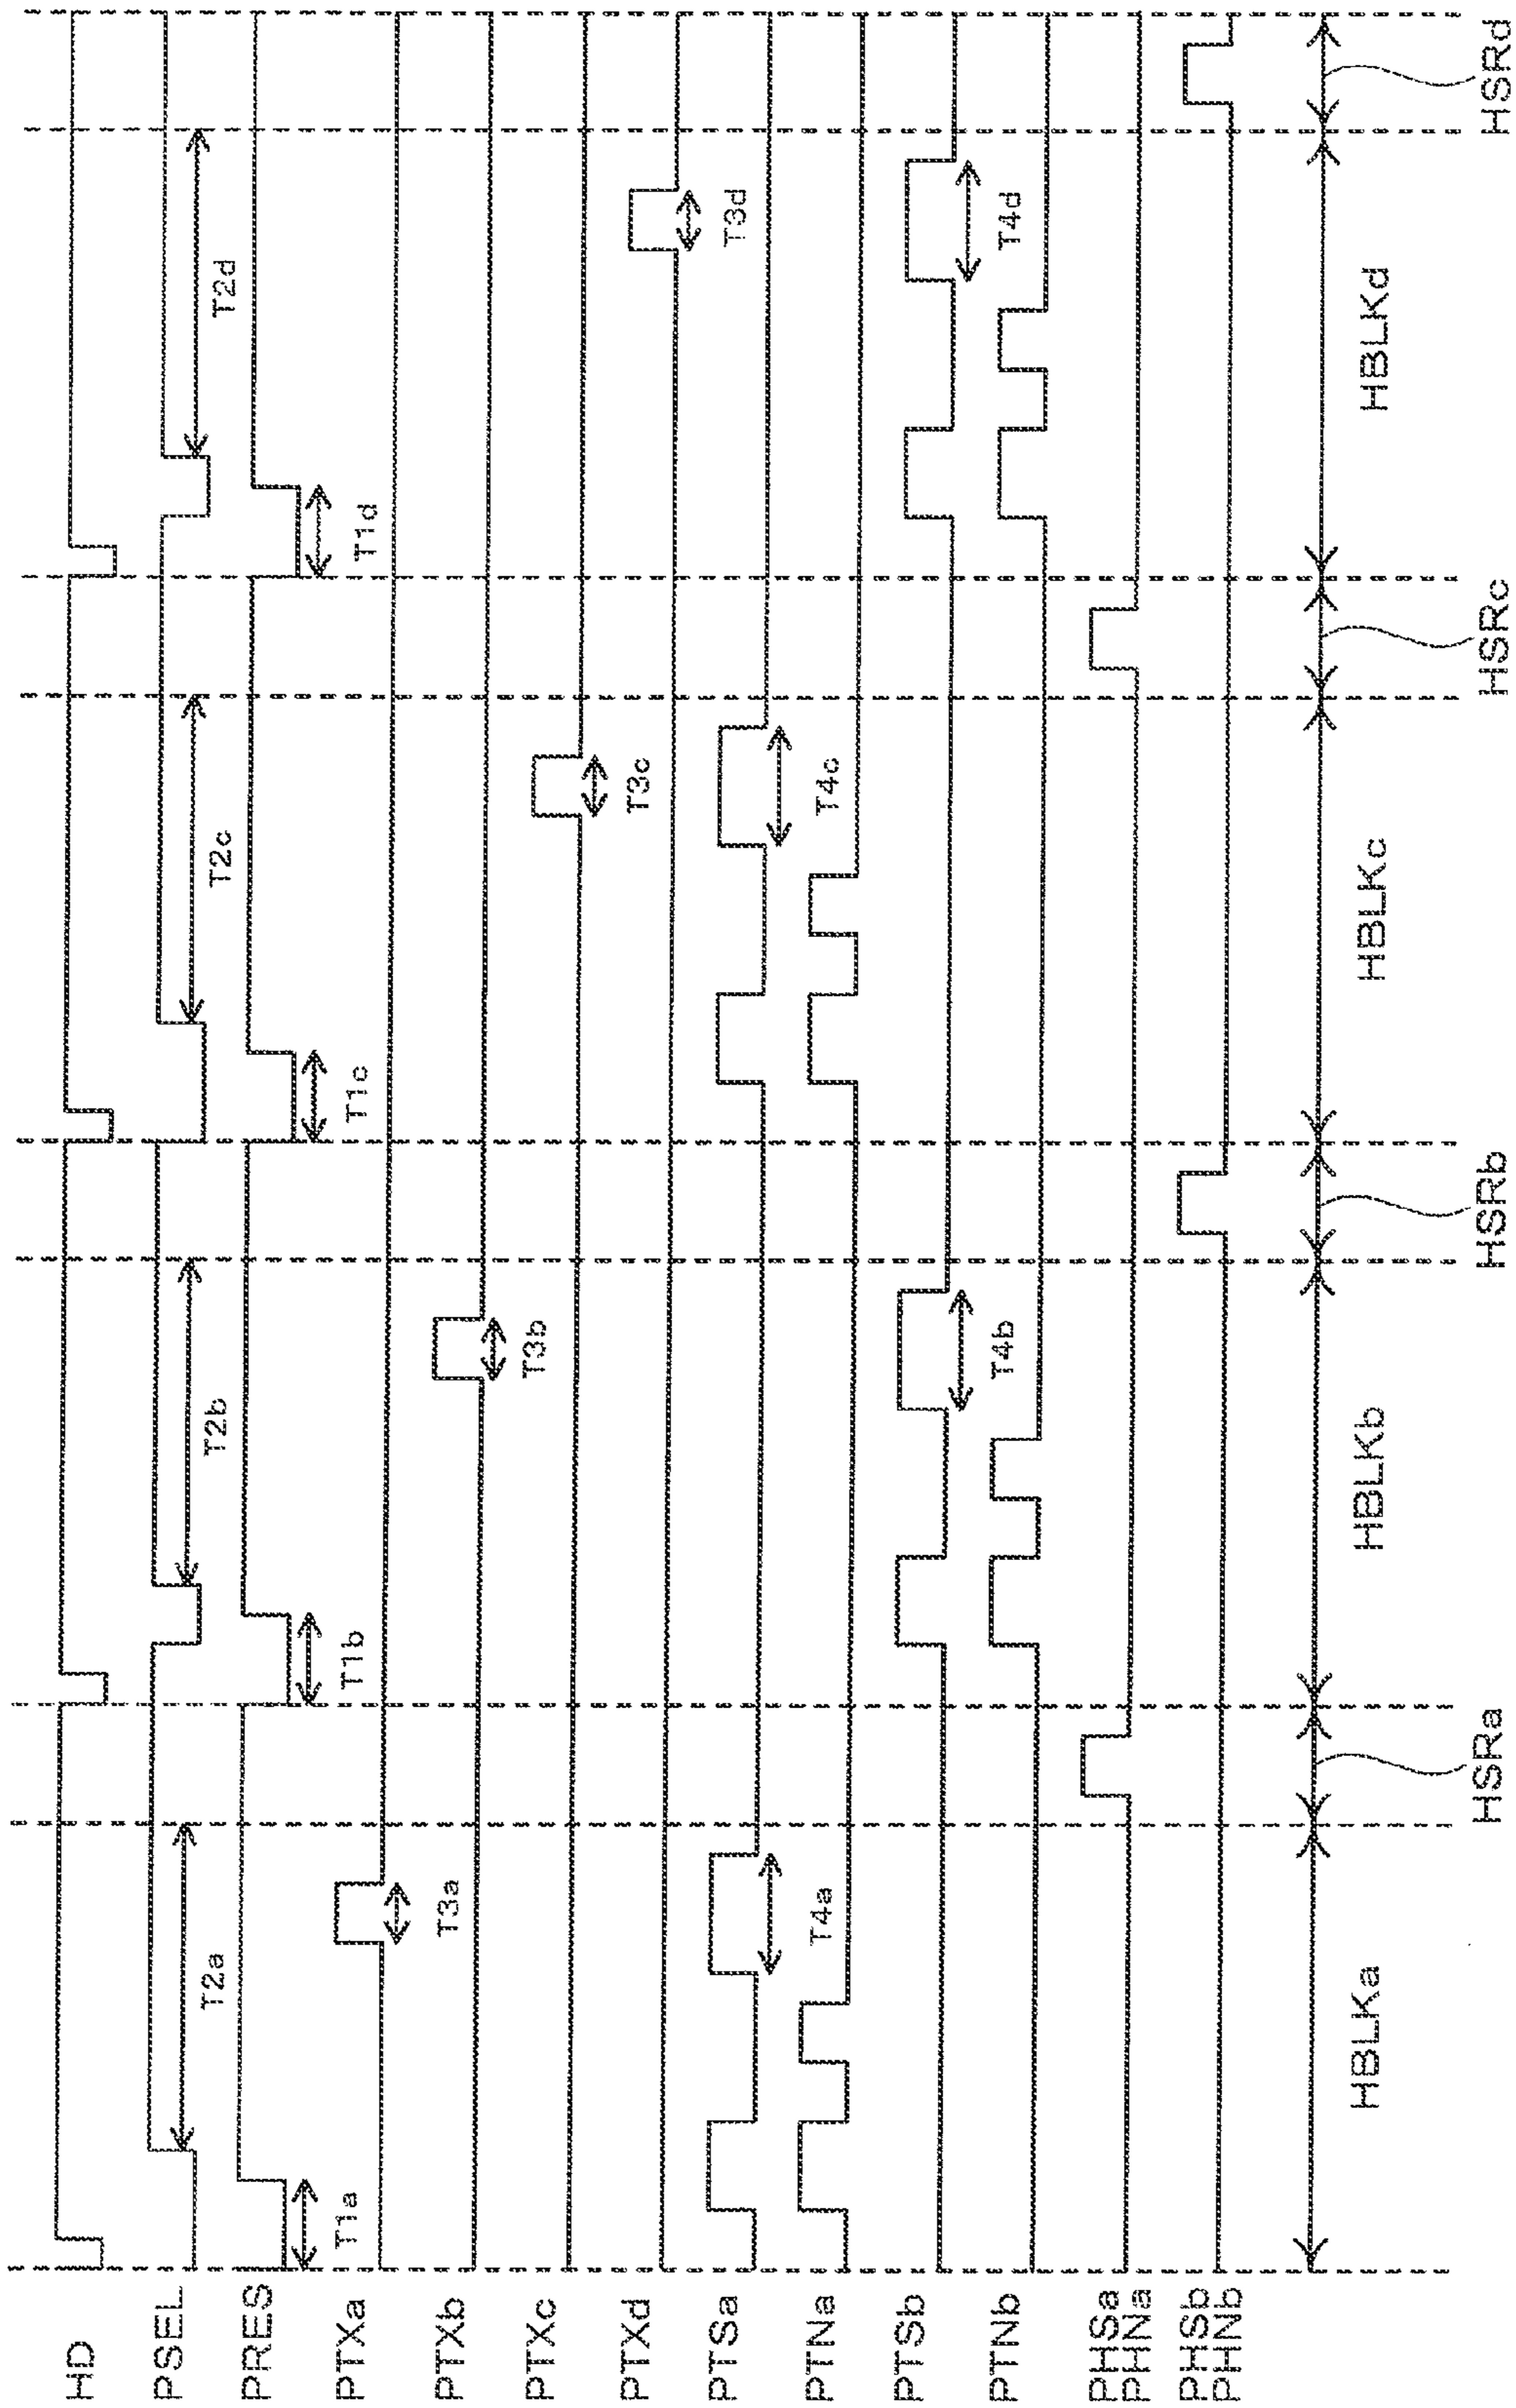 HD
PSEL
T2a
T2b
T2c
T2d
PRES
T1a
T1b
T1c
T1d
PTXa
T3a
PTXb
T3b
PTXc
T3c
PTXd
T3d
PTSa
T4a
T4c
PTNa
PTSb
T4b
T4d
PTNb
PHSa
PHNa
PHSb
PHNb
HBLKa
HBLKb
HBLKc
HBLKd
HSRa
HSRb
HSRc
HSRd